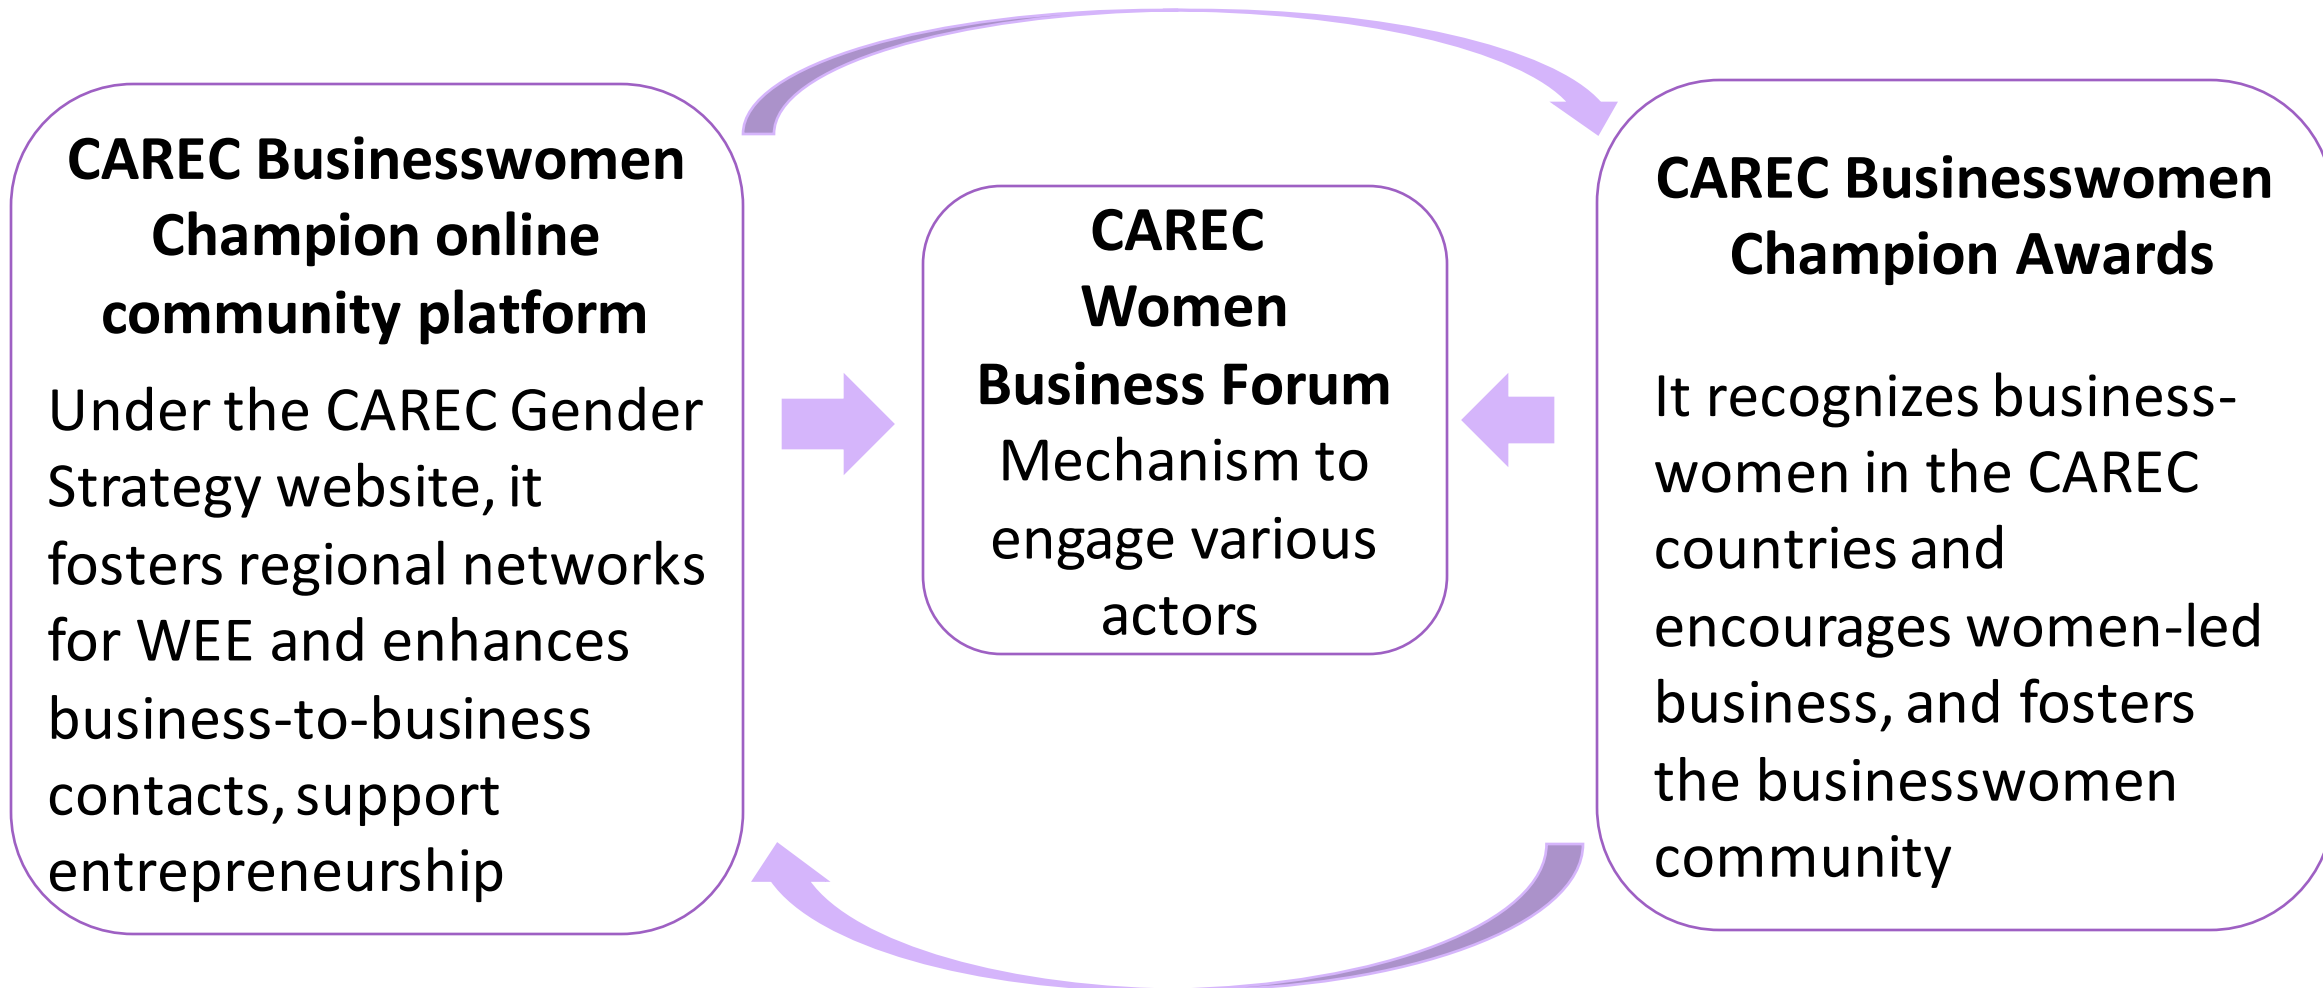 CAREC Businesswomen
Champion online
community platform
Under the CAREC Gender
Strategy website, it
fosters regional networks
for WEE and enhances
business-to-business
contacts, support
entrepreneurship
CAREC
Women
Business Forum
Mechanism to
engage various
actors
CAREC Businesswomen
Champion Awards
It recognizes business-
women in the CAREC
countries and
encourages women-led
business, and fosters
the businesswomen
community